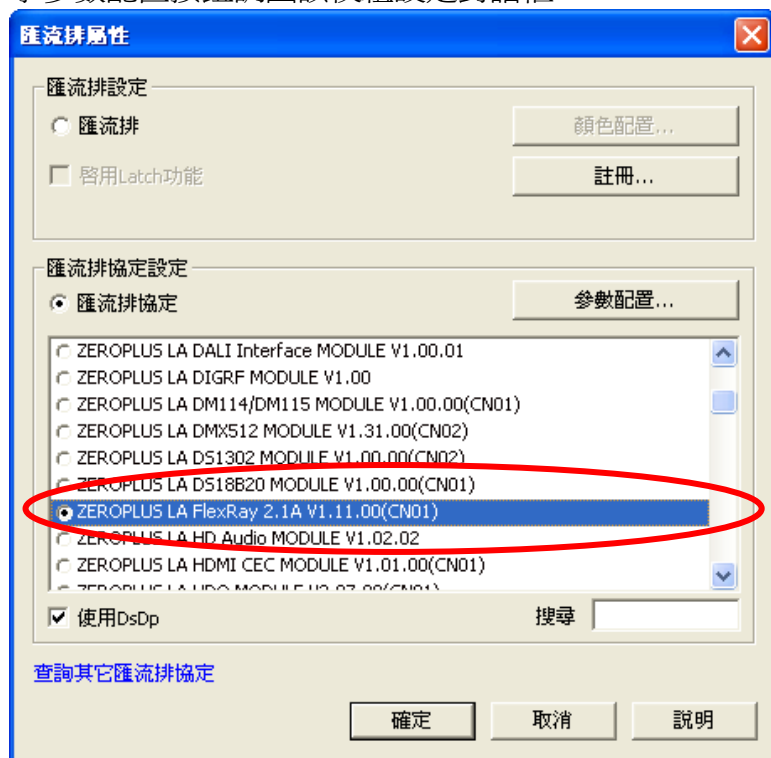 匯流排屬性
匯流排設定
匯流排
顏色配置...
啓用Latch功能
註冊...
匯流排協定設定
匯流排協定
參數配置...
ZEROPLUS LA DALI Interface MODULE V1.00.01
ZEROPLUS LA DIGRF MODULE V1.00
ZEROPLUS LA DM114/DM115 MODULE V1.00.00(CN01)
ZEROPLUS LA DMX512 MODULE V1.31.00(CN02)
ZEROPLUS LA DS1302 MODULE V1.00.00(CN02)
ZEROPLUS LA DS18B20 MODULE V1.00.00(CN01)
ZEROPLUS LA FlexRay 2.1A V1.11.00(CN01)
ZEROPLUS LA HD Audio MODULE V1.02.02
ZEROPLUS LA HDMI CEC MODULE V1.01.00(CN01)
ZEROPLUS LA HDQ MODULE
使用DsDp
搜尋
查詢其它匯流排協定
確定
取消
說明